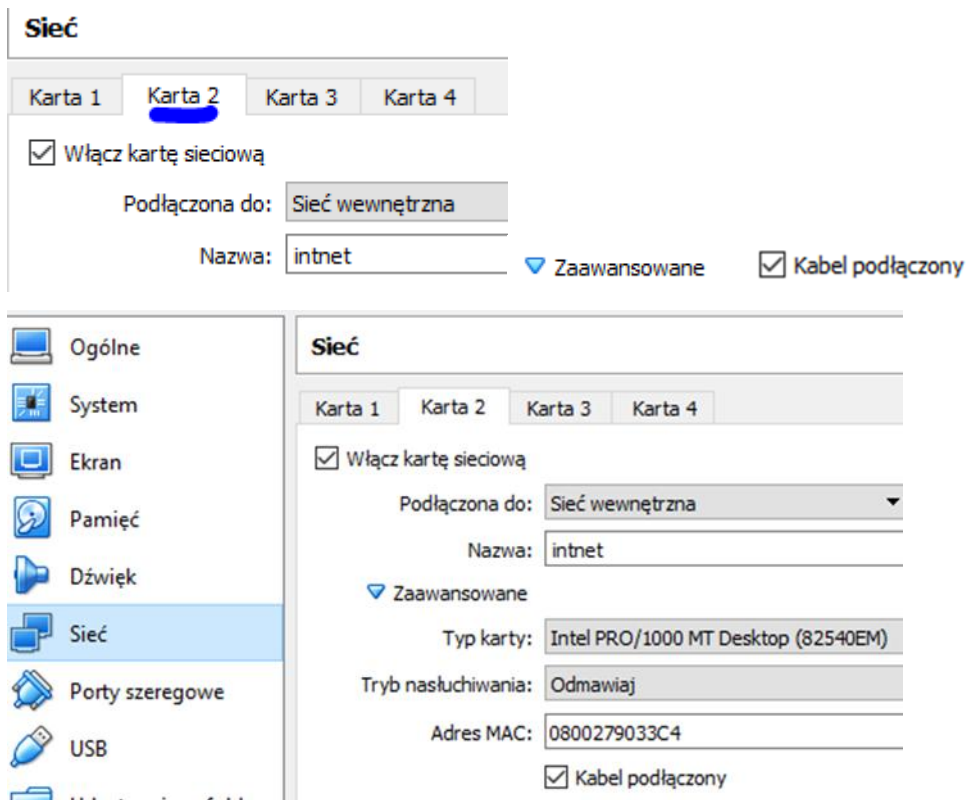 Sieć
Karta 1 Karta 2 Karta 3 Karta 4
Włącz kartę sieciową
Podłączona do: Sieć wewnętrzna
Nazwa: intnet
Zaawansowane Kabel podłączony
Ogólne
System
Ekran
Pamięć
Dźwięk
Sieć
Porty szeregowe
USB
Sieć
Karta 1 Karta 2 Karta 3 Karta 4
Włącz kartę sieciową
Podłączona do: Sieć wewnętrzna
Nazwa: intnet
Zaawansowane
Typ karty: Intel PRO/1000 MT Desktop (82540EM)
Tryb nasłuchiwania: Odmawiaj
Adres MAC: 0800279033C4
Kabel podłączony